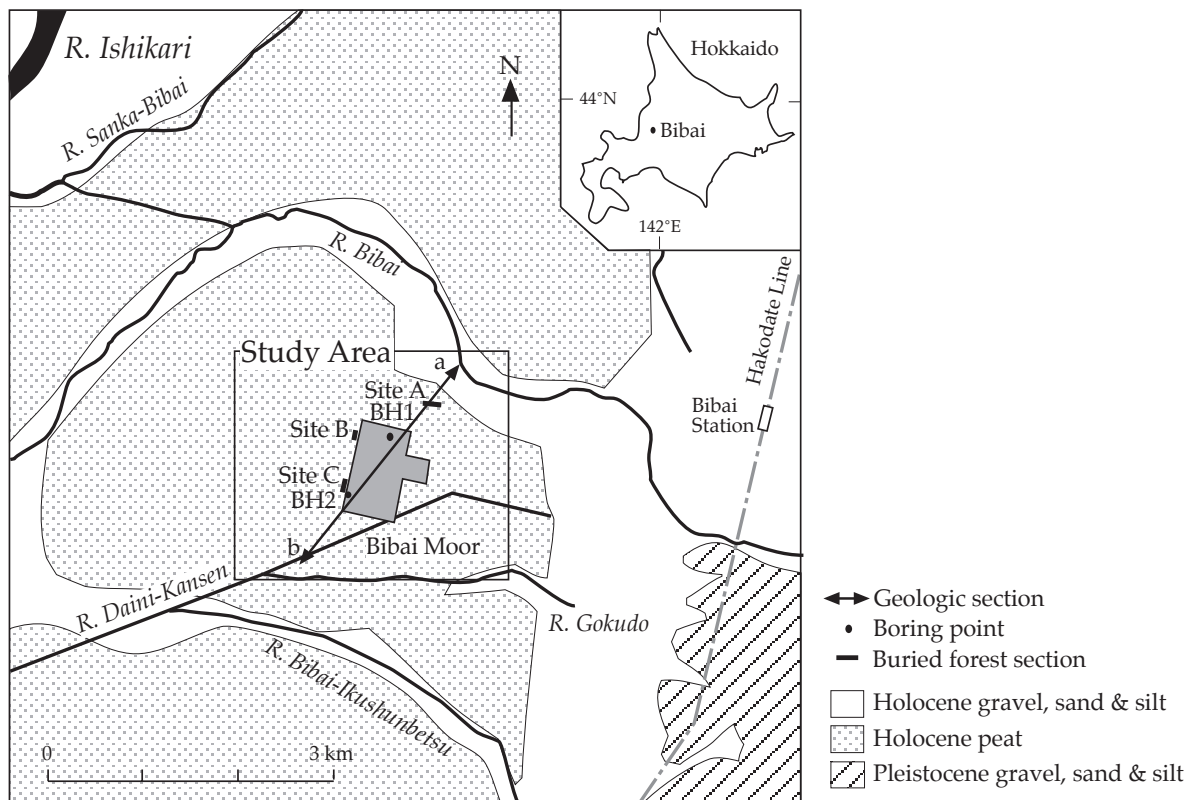 R. Ishikari
R. Sanka-Bibai
N
Hokkaido
44°N
Bibai
142°E
R. Bibai
Hakodate Line
Study Area
a
Site A
BH1
Site B
Bibai
Station
Site C
BH2
b
Bibai Moor
R. Daini-Kansen
R. Gokudo
R. Bibai-Ikushunbetsu
0
3 km
Geologic section
Boring point
Buried forest section
Holocene gravel, sand & silt
Holocene peat
Pleistocene gravel, sand & silt